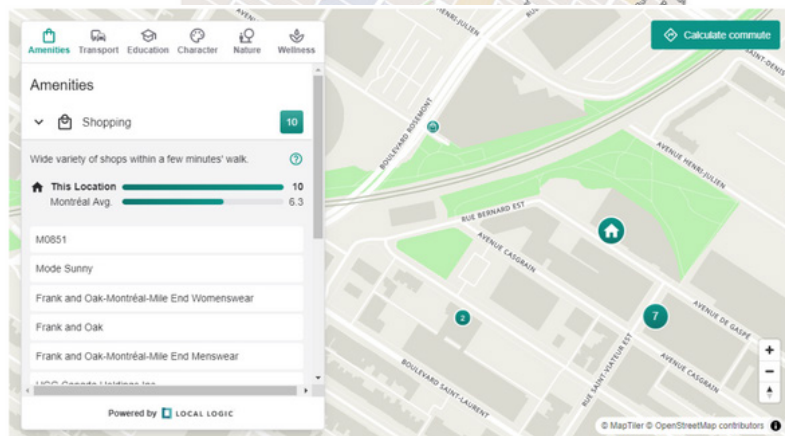 Amenities
Transport
Education
Character
Nature
Wellness
Amenities
Shopping
10
Wide variety of shops within a few minutes' walk.
This Location
10
Montréal Avg.
6.3
M0851
Mode Sunny
Frank and Oak-Montréal-Mile End Womenswear
Frank and Oak
Frank and Oak-Montréal-Mile End Menswear
Powered by LOCAL LOGIC
Calculate commute
HENRI-JULIEN
BOULEVARD ROSEMONT
AVENUE HENRI-JULIEN
RUE BERNARD EST
AVENUE CASGRAIN
2
7
AVENUE DE GASPÉ
RUE SAINT-VIATEUR EST
AVENUE CASGRAIN
BOULEVARD SAINT-LAURENT
© MapTiler © OpenStreetMap contributors